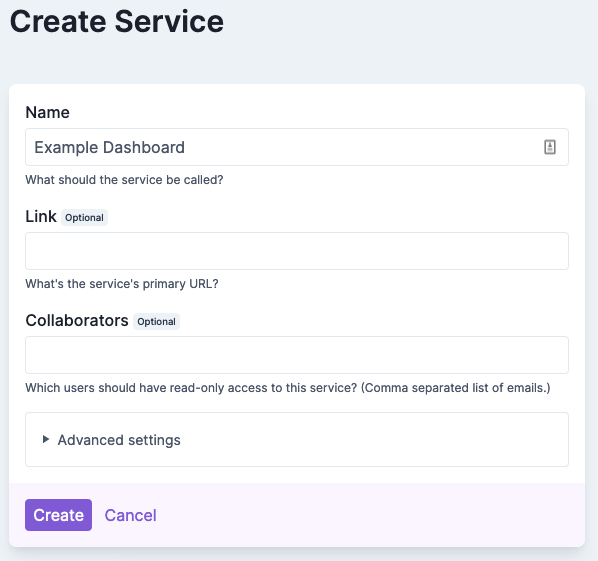 Create Service
Name
Example Dashboard
What should the service be called?
Link Optional
What's the service's primary URL?
Collaborators Optional
Which users should have read-only access to this service? (Comma separated list of emails.)
Advanced settings
Create Cancel